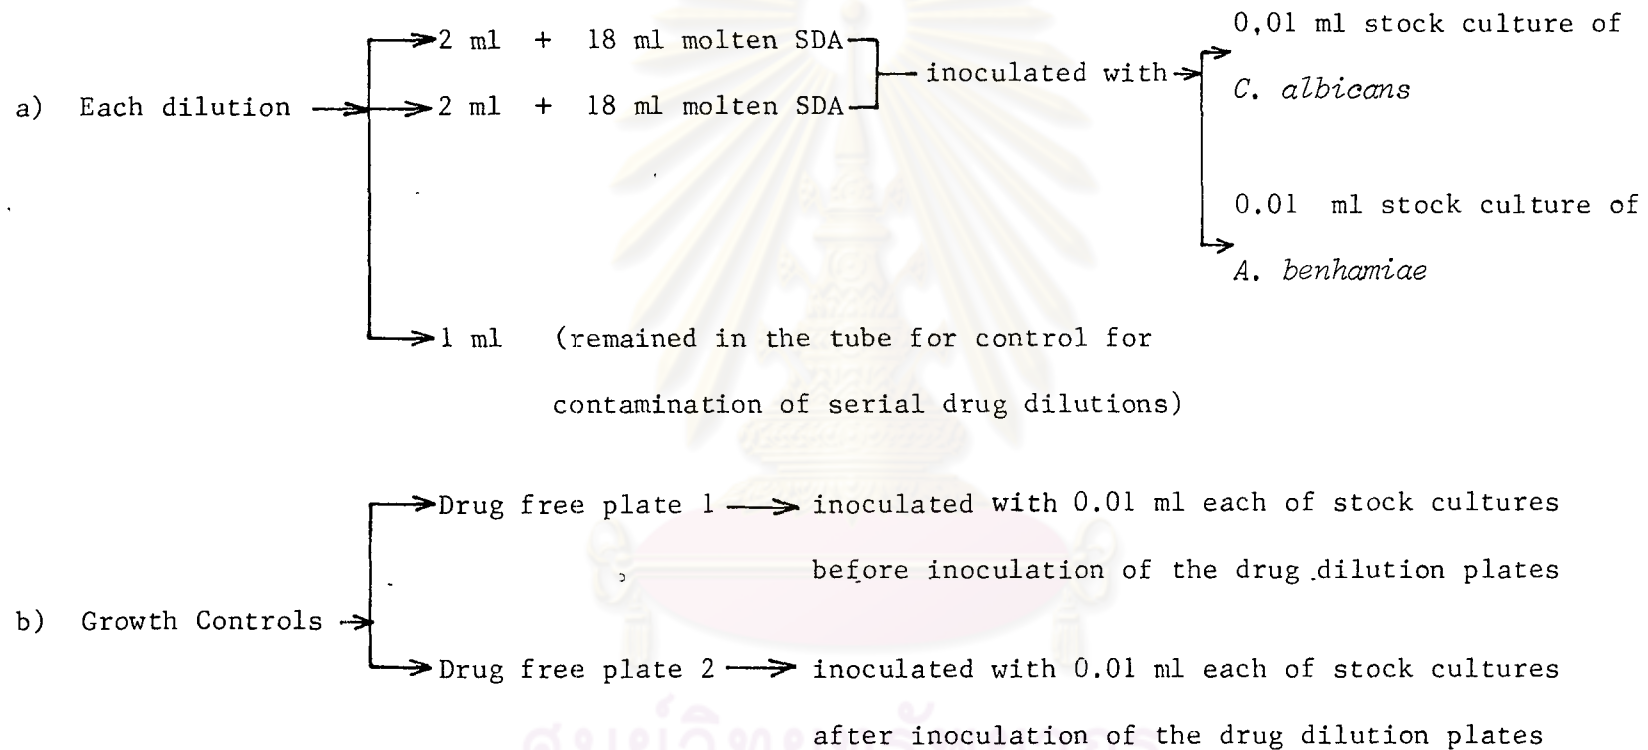 2 ml + 18 ml molten SDA
a) Each dilution 2 ml + 18 ml molten SDA inoculated with
0,01 ml stock culture of
C. albicans
0.01 ml stock culture of
A. benhamiae
1 ml (remained in the tube for control for
contamination of serial drug dilutions)
b) Growth Controls
Drug free plate 1 inoculated with 0.01 ml each of stock cultures
before inoculation of the drug dilution plates
Drug free plate 2 inoculated with 0.01 ml each of stock cultures
after inoculation of the drug dilution plates